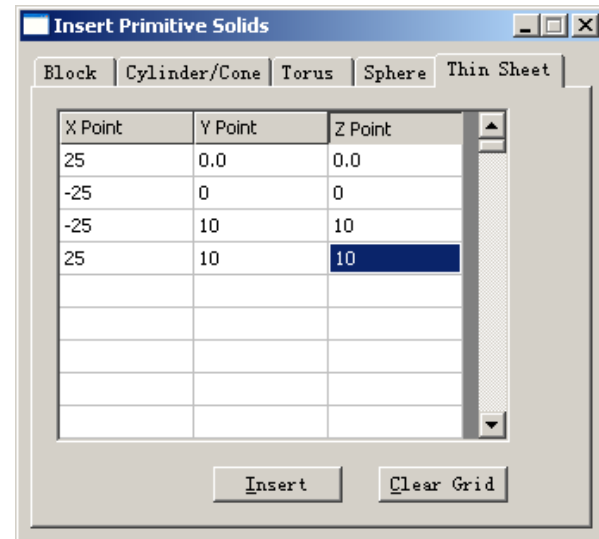 Insert Primitive Solids
Block Cylinder/Cone Torus Sphere Thin Sheet
X Point Y Point Z Point
25 0.0 0.0
-25 0 0
-25 10 10
25 10 10
Insert Clear Grid